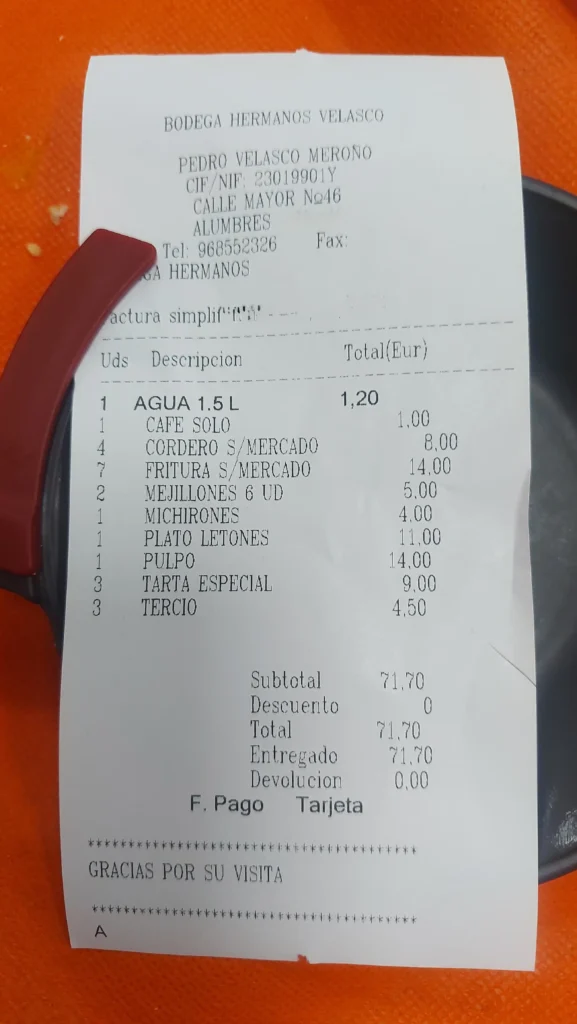 BODEGA HERMANOS VELASCO
PEDRO VELASCO MEROÑO
CIF/NIF: 23019901Y
CALLE MAYOR Nº46
ALUMBRES
Tel: 968552326 Fax:
GA HERMANOS
actura simplif
Uds Descripcion Total(Eur)
1 AGUA 1.5 L 1,20
1 CAFE SOLO 1,00
4 CORDERO S/MERCADO 8,00
7 FRITURA S/MERCADO 14,00
2 MEJILLONES 6 UD 5,00
1 MICHIRONES 4,00
1 PLATO LETONES 11,00
1 PULPO 14,00
3 TARTA ESPECIAL 9,00
3 TERCIO 4,50
Subtotal 71,70
Descuento 0
Total 71,70
Entregado 71,70
Devolucion 0,00
F. Pago Tarjeta
****************************************
GRACIAS POR SU VISITA
****************************************
A